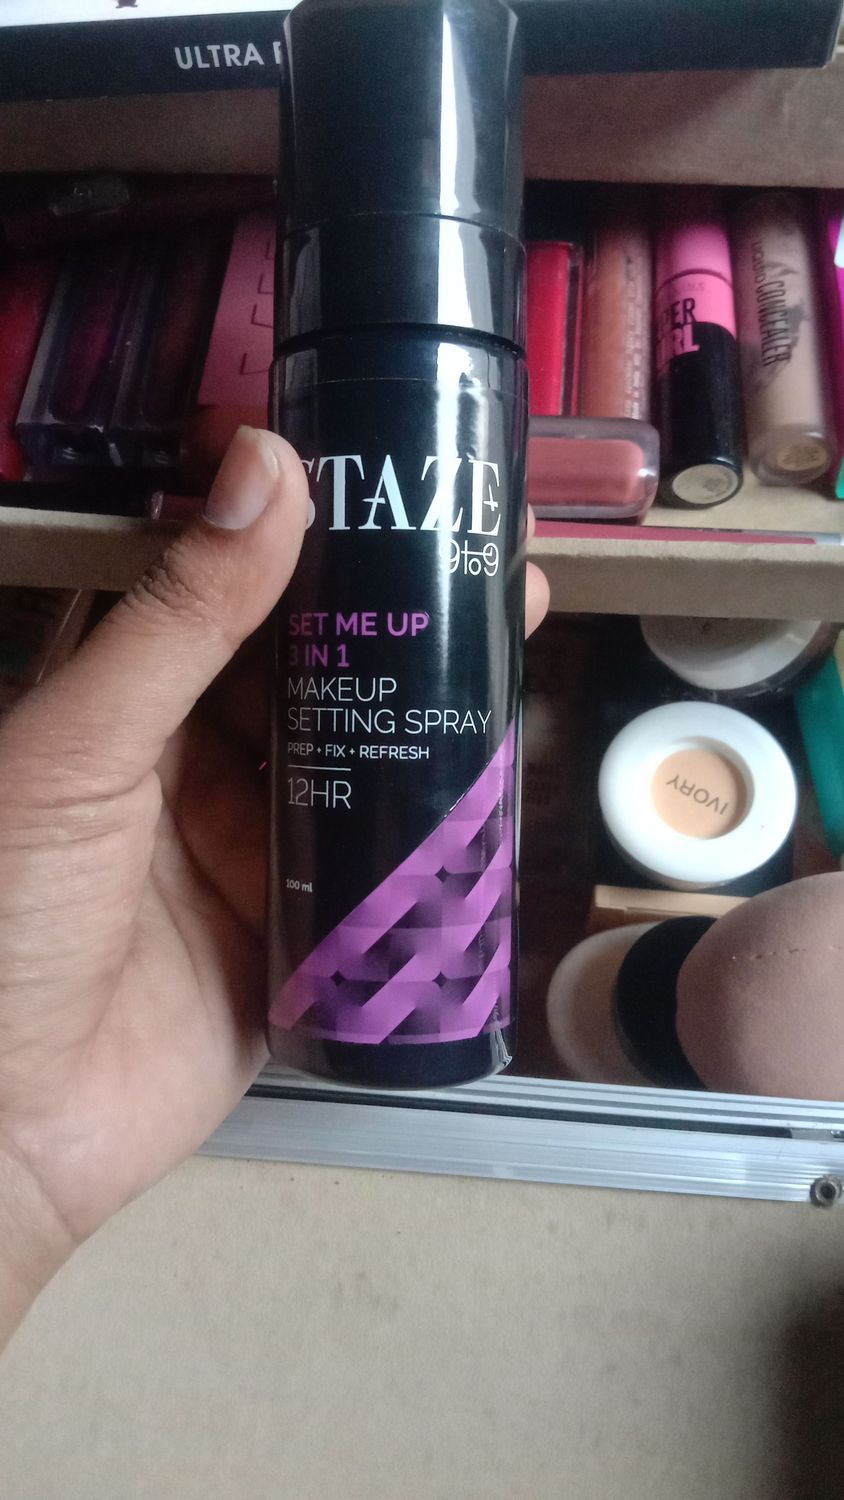 ULTRA
STAZE
9to9
SET ME UP
3 IN 1
MAKEUP
SETTING SPRAY
PREP + FIX + REFRESH
12HR
100 ml
LIQUID CONCEALER
IVORY